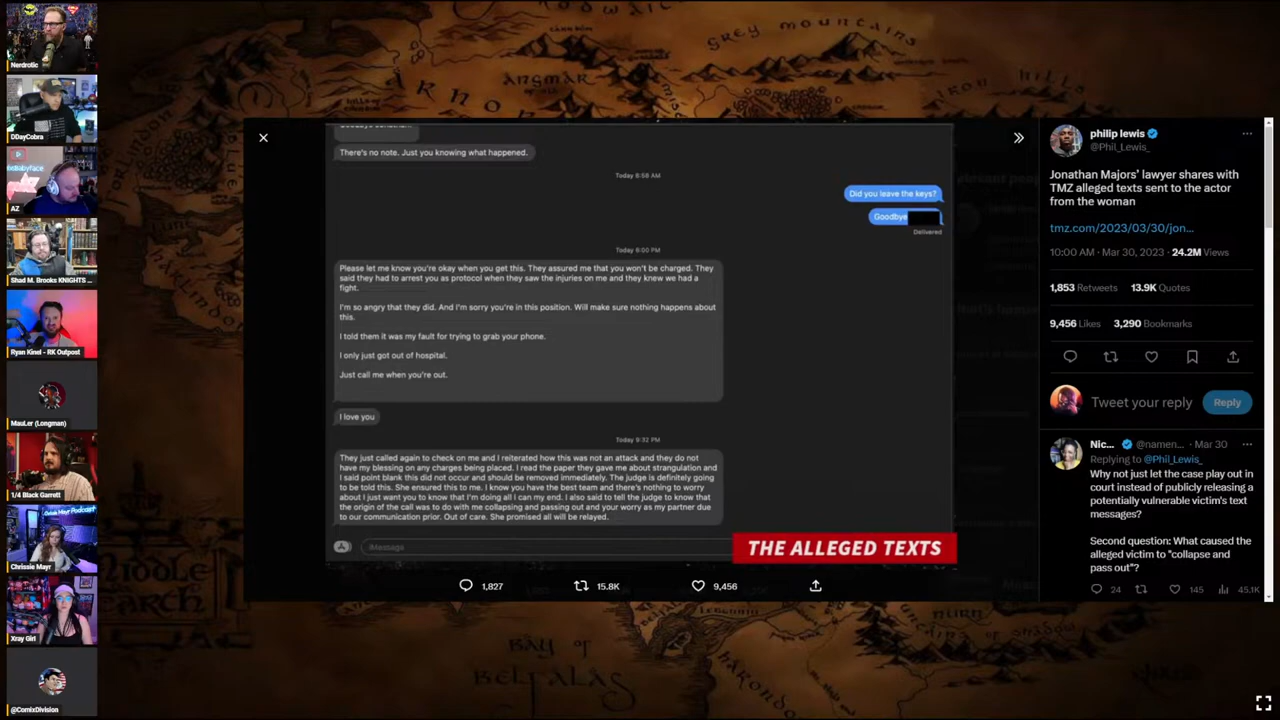 Nerdrotic
DDayCobra
AZ
Shad M. Brooks KNIGHTS ...
Ryan Kinel - RK Outpost
MauLer (Longman)
1/4 Black Garrett
Chrissie Mayr
Xray Girl
@ComixDivision
GREY MOUNTAINS
ANGMAR
There's no note. Just you knowing what happened.
Today 8:58 AM
Did you leave the keys?
Goodbye
Delivered
Today 6:00 PM
Please let me know you're okay when you get this. They assured me that you won't be charged. They
said they had to arrest you as protocol when they saw the injuries on me and they knew we had a
fight.
I'm so angry that they did. And I'm sorry you're in this position. Will make sure nothing happens about
this.
I told them it was my fault for trying to grab your phone.
I only just got out of hospital.
Just call me when you're out.
I love you
Today 9:32 PM
They just called again to check on me and I reiterated how this was not an attack and they do not
have my blessing on any charges being placed. I read the paper they gave me about strangulation and
I said point blank this did not occur and should be removed immediately. The judge is definitely going
to be told this. She ensured this to me. I know you have the best team and there's nothing to worry
about I just want you to know that I'm doing all I can my end. I also said to tell the judge to know that
the origin of the call was to do with me collapsing and passing out and your worry as my partner due
to our communication prior. Out of care. She promised all will be relayed.
iMessage
THE ALLEGED TEXTS
1,827
15.8K
9,456
philip lewis
@Phil_Lewis_
Jonathan Majors' lawyer shares with
TMZ alleged texts sent to the actor
from the woman
tmz.com/2023/03/30/jon...
10:00 AM · Mar 30, 2023 · 24.2M Views
1,853 Retweets 13.9K Quotes
9,456 Likes 3,290 Bookmarks
Tweet your reply
Reply
Nic... @namen... · Mar 30
Replying to @Phil_Lewis_
Why not just let the case play out in
court instead of publicly releasing a
potentially vulnerable victim's text
messages?
Second question: What caused the
alleged victim to "collapse and
pass out"?
24 145 45.1K
BAY OF
BELFALAS